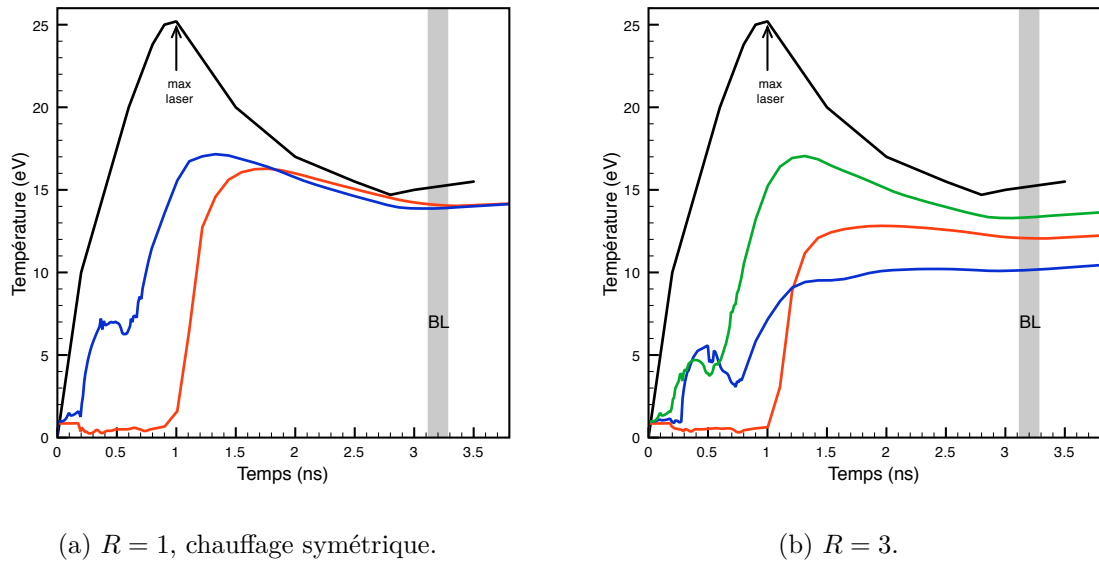 25
20
15
10
5
0
Température (eV)
max
laser
BL
0
0.5
1
1.5
2
2.5
3
3.5
Temps (ns)
(a) R = 1, chauffage symétrique.
25
20
15
10
5
0
Température (eV)
max
laser
BL
0
0.5
1
1.5
2
2.5
3
3.5
Temps (ns)
(b) R = 3.